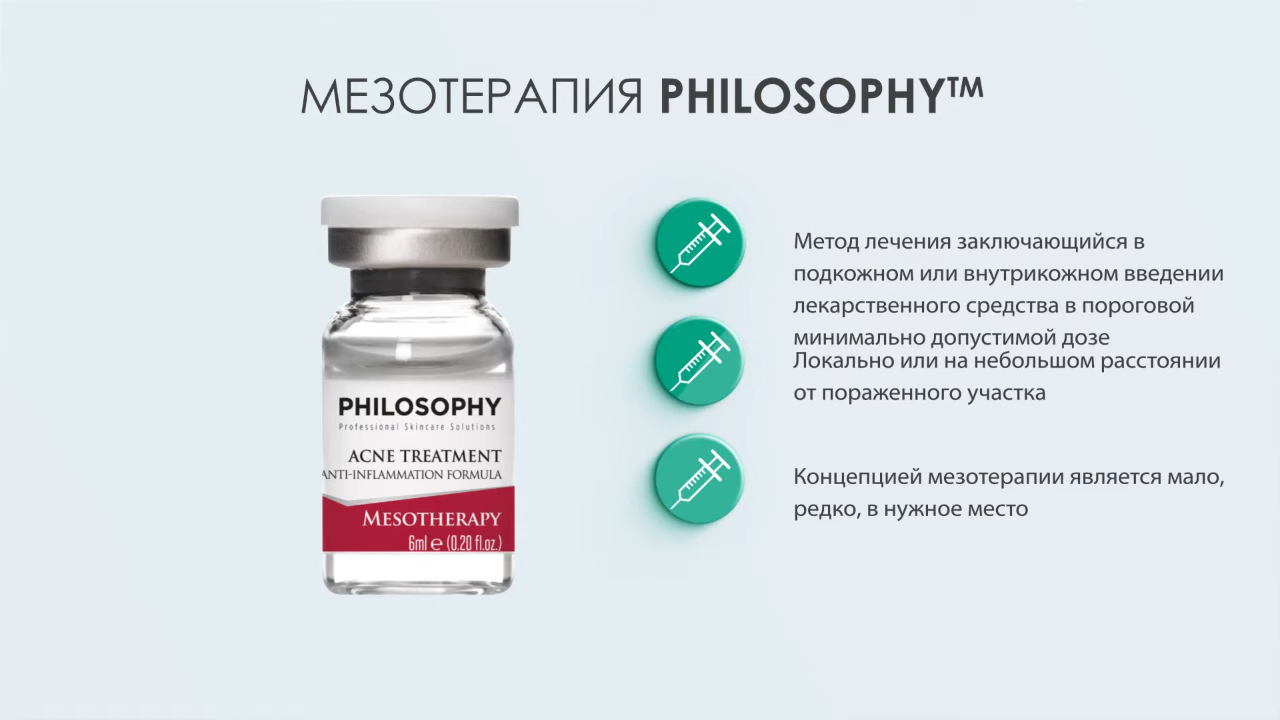 МЕЗОТЕРАПИЯ PHILOSOPHY™
PHILOSOPHY
Professional Skincare Solutions
ACNE TREATMENT
ANTI-INFLAMMATION FORMULA
MESOTHERAPY
6ml e (0.20 fl.oz.)
Метод лечения заключающийся в
подкожном или внутрикожном введении
лекарственного средства в пороговой
минимально допустимой дозе
Локально или на небольшом расстоянии
от пораженного участка
Концепцией мезотерапии является мало,
редко, в нужное место